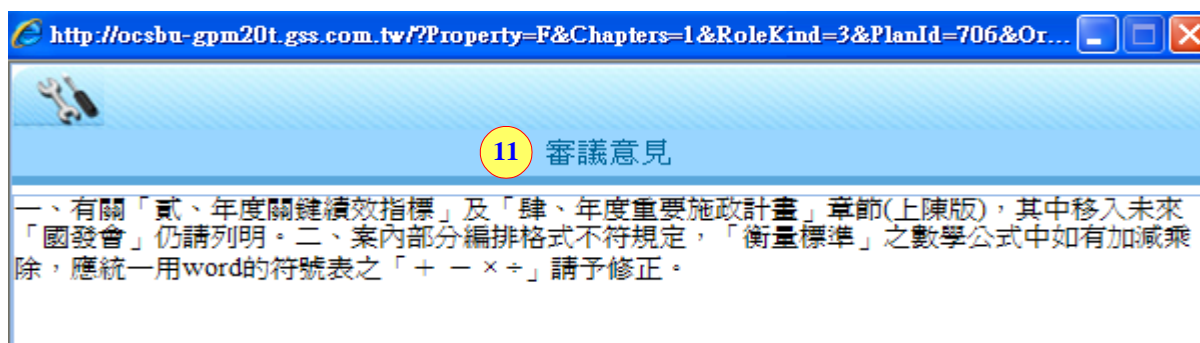 http://ocsbu-gpm20t.gss.com.tw/?Property=F&Chapters=1&RoleKind=3&PlanId=706&Or...
11 審議意見
一、有關「貳、年度關鍵績效指標」及「肆、年度重要施政計畫」章節(上陳版)，其中移入未來
「國發會」仍請列明。二、案內部分編排格式不符規定，「衡量標準」之數學公式中如有加減乘
除，應統一用word的符號表之「＋－×÷」請予修正。